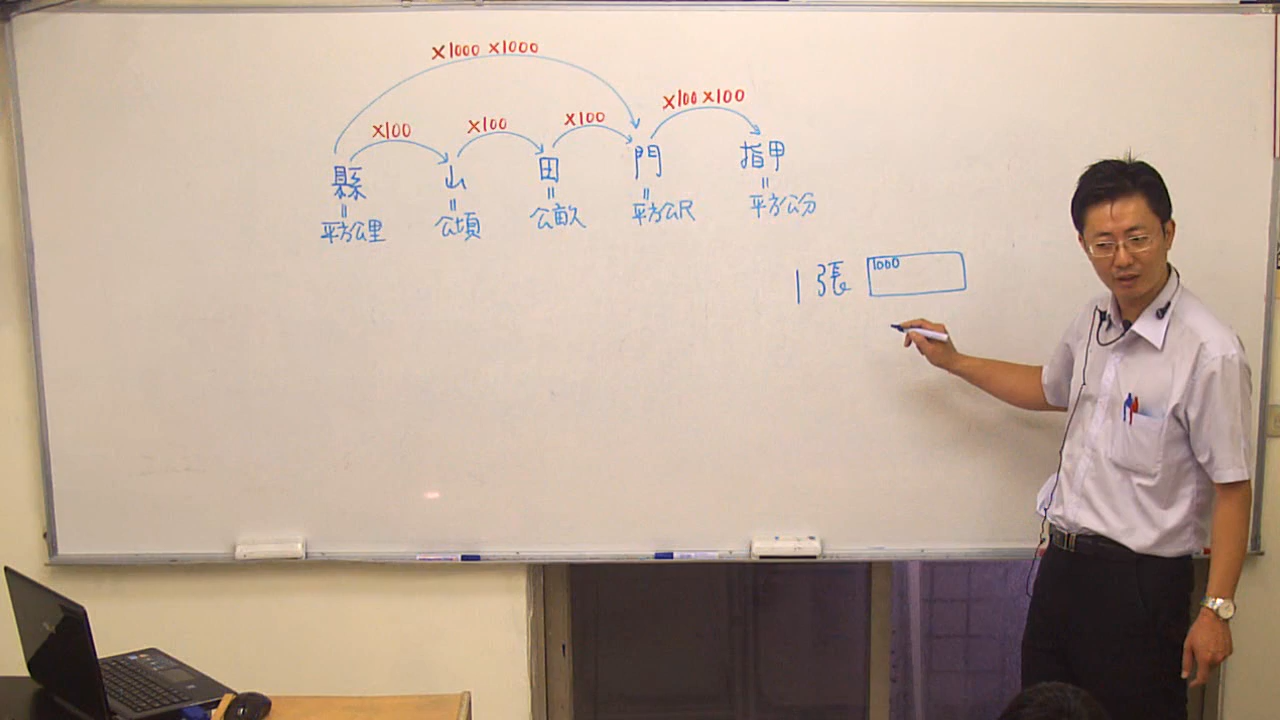 ×1000 ×1000
×100 ×100 ×100 ×100×100
縣 山 田 門 指甲
= = = = =
平方公里 公頃 公畝 平方公尺 平方公分
1張 1000